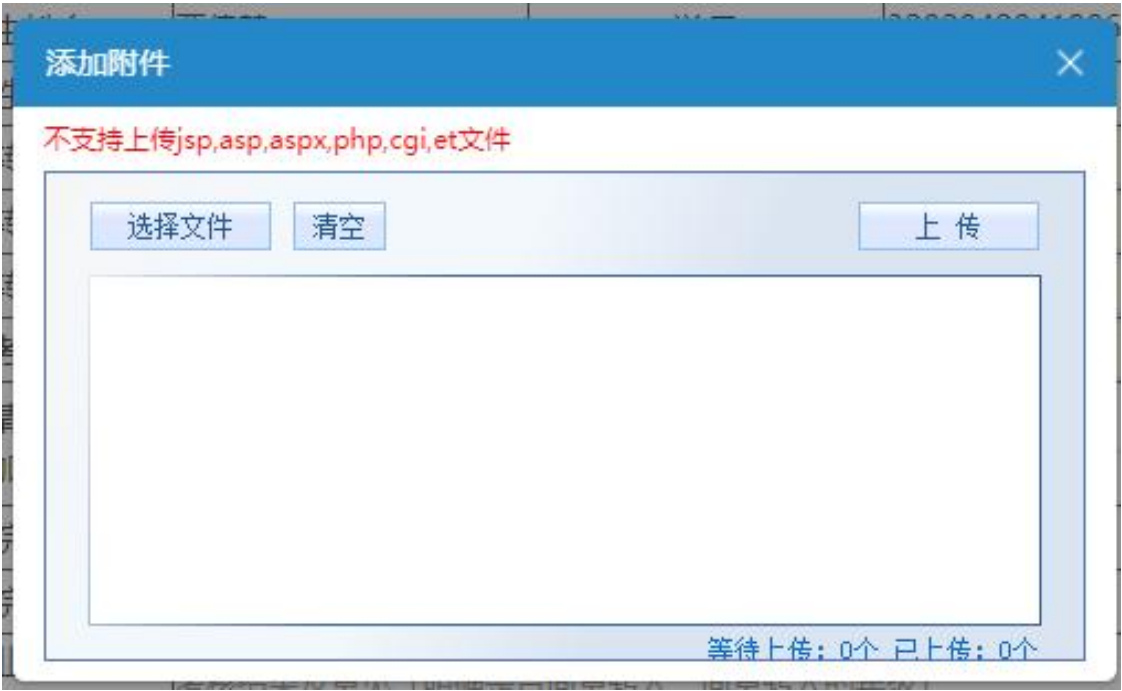 添加附件
不支持上传jsp,asp,aspx,php,cgi,et文件
选择文件 清空 上 传
等待上传：0个 已上传：0个